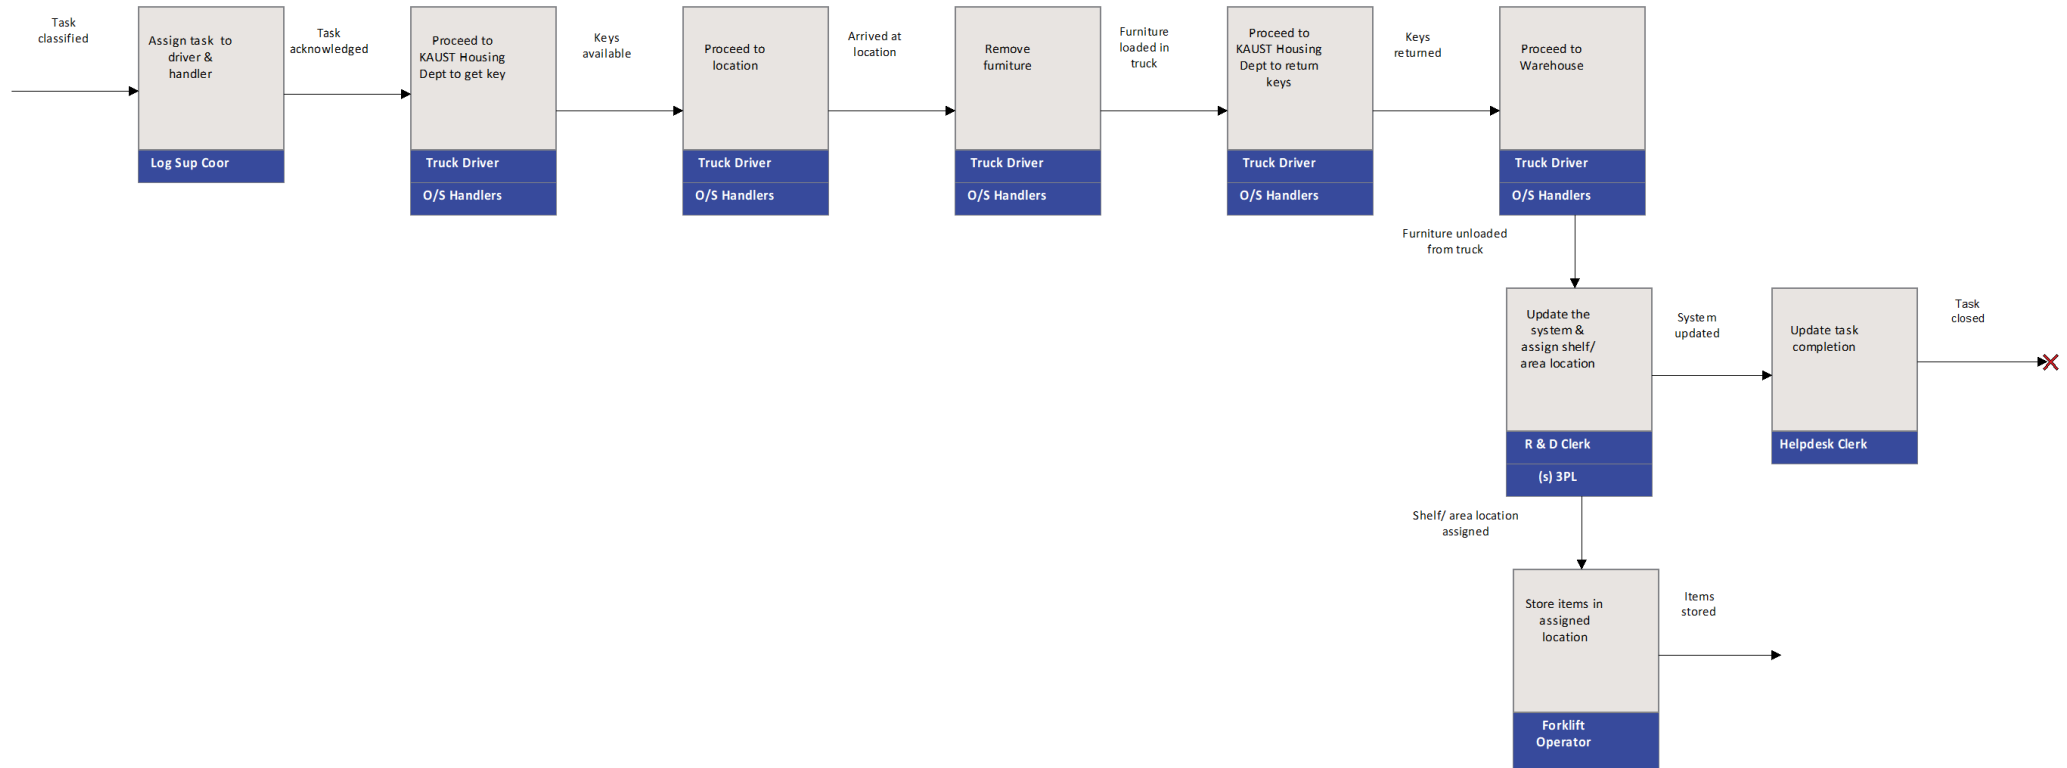 Task
classified
Assign task to
driver &
handler
Log Sup Coor
Task
acknowledged
Proceed to
KAUST Housing
Dept to get key
Truck Driver
O/S Handlers
Keys
available
Proceed to
location
Truck Driver
O/S Handlers
Arrived at
location
Remove
furniture
Truck Driver
O/S Handlers
Furniture
loaded in
truck
Proceed to
KAUST Housing
Dept to return
keys
Truck Driver
O/S Handlers
Keys
returned
Proceed to
Warehouse
Truck Driver
O/S Handlers
Furniture unloaded
from truck
Update the
system &
assign shelf/
area location
R & D Clerk
(s) 3PL
System
updated
Update task
completion
Helpdesk Clerk
Task
closed
Shelf/ area location
assigned
Store items in
assigned
location
Forklift
Operator
Items
stored